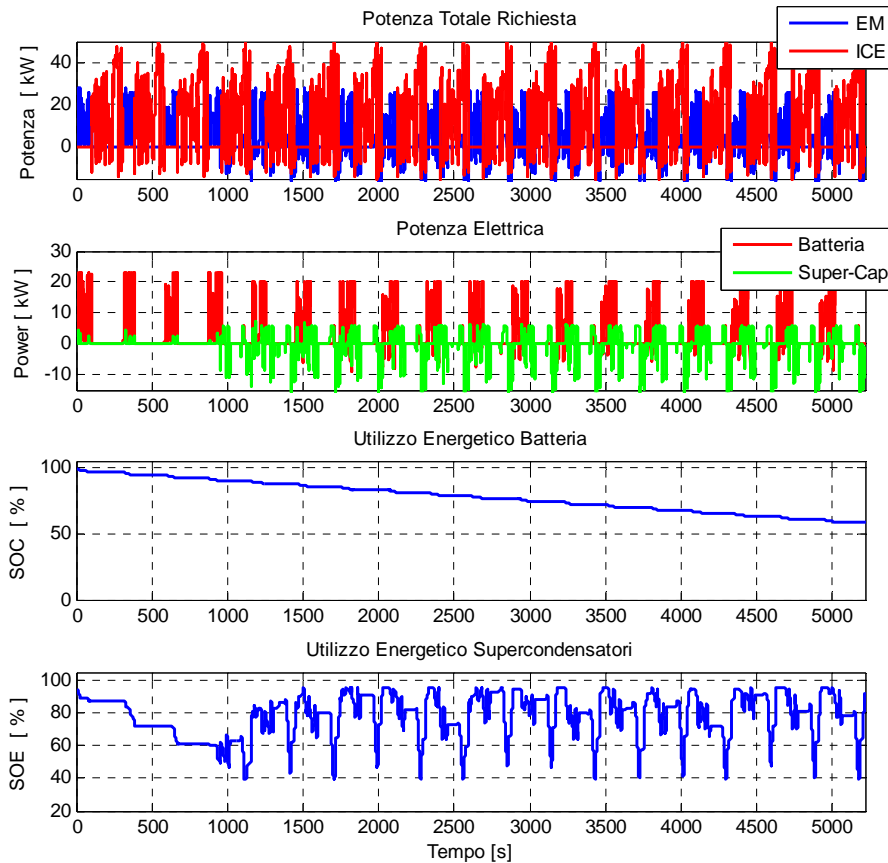 Potenza Totale Richiesta
EM
ICE
Potenza [ kW ]
40
20
0
0 500 1000 1500 2000 2500 3000 3500 4000 4500 5000
Potenza Elettrica
Batteria
Super-Cap
Power [ kW ]
30
20
10
0
-10
0 500 1000 1500 2000 2500 3000 3500 4000 4500 5000
Utilizzo Energetico Batteria
SOC [ % ]
100
50
0
0 500 1000 1500 2000 2500 3000 3500 4000 4500 5000
Utilizzo Energetico Supercondensatori
SOE [ % ]
100
80
60
40
20
0 500 1000 1500 2000 2500 3000 3500 4000 4500 5000
Tempo [s]